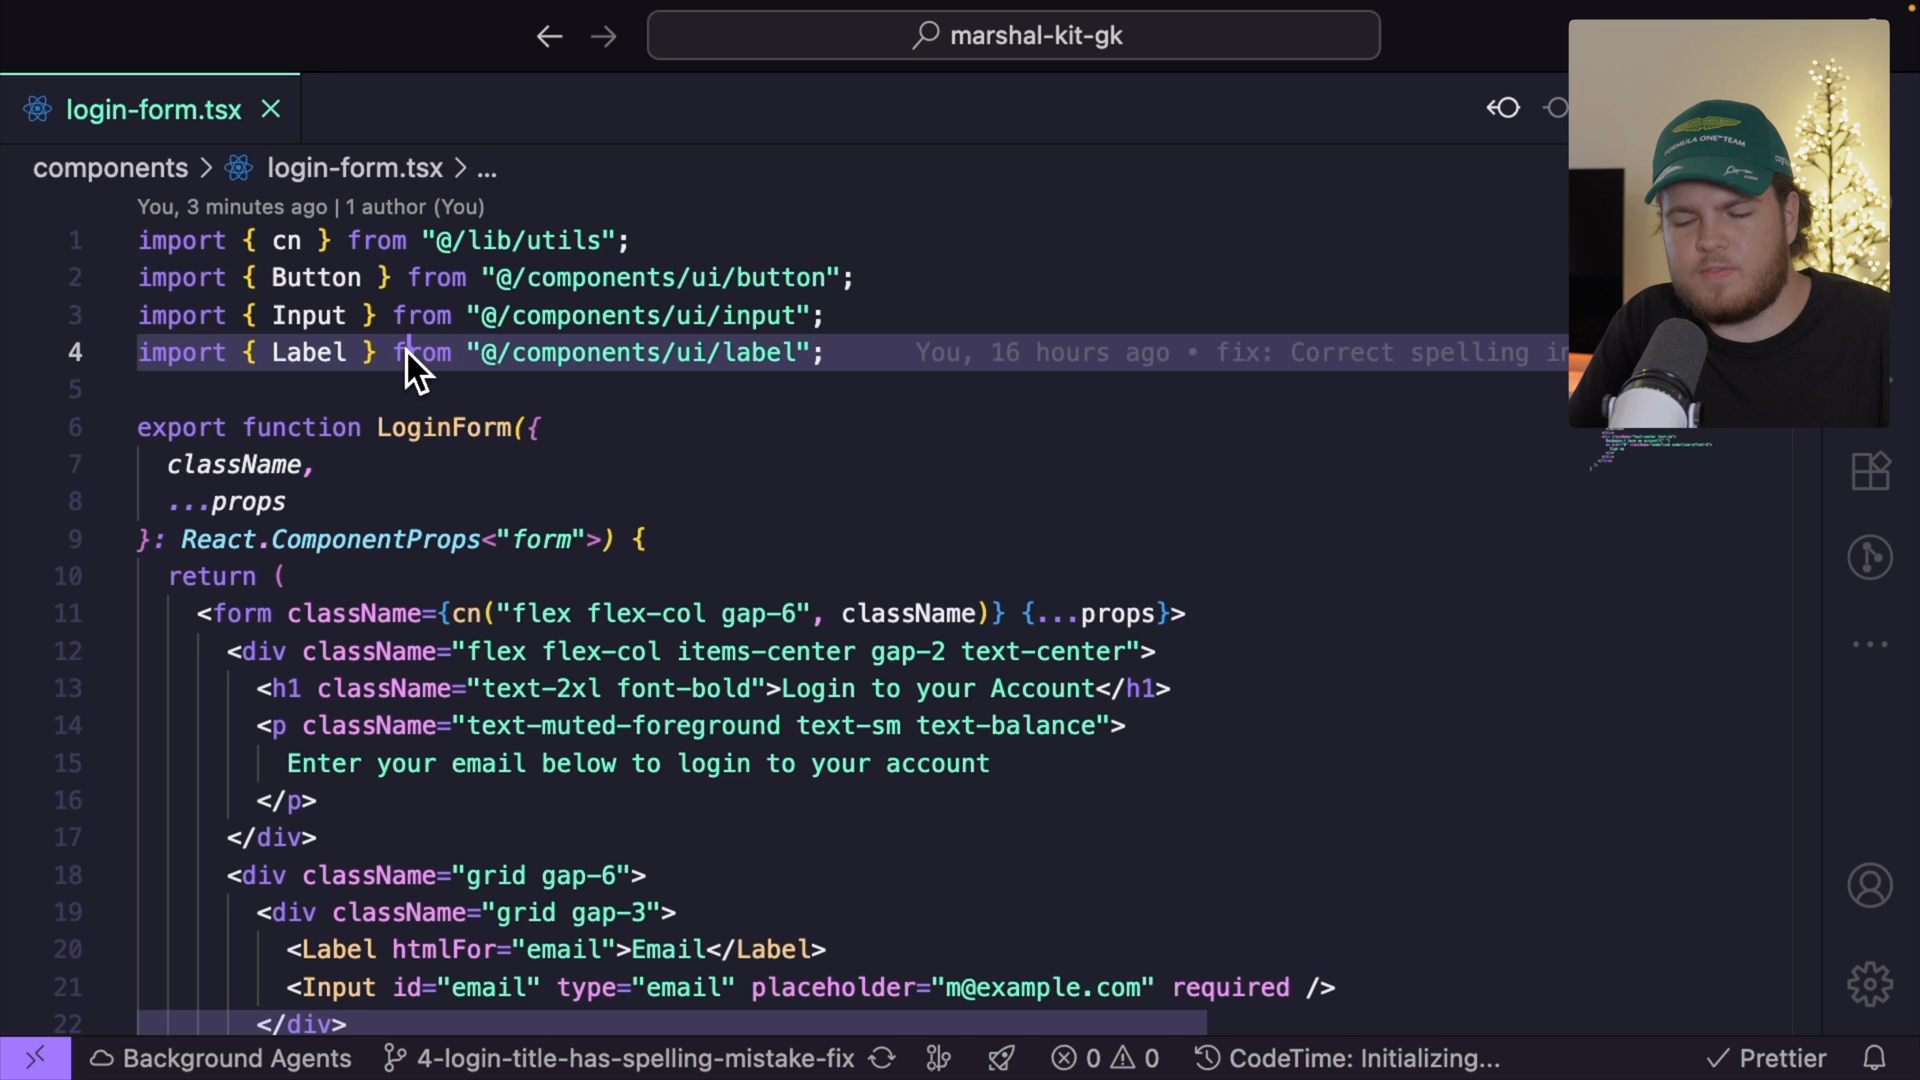 marshal-kit-gk
login-form.tsx
components > login-form.tsx > ...
You, 3 minutes ago | 1 author (You)
1 import { cn } from "@/lib/utils";
2 import { Button } from "@/components/ui/button";
3 import { Input } from "@/components/ui/input";
4 import { Label } from "@/components/ui/label"; You, 16 hours ago • fix: Correct spelling in
5
6 export function LoginForm({
7 className,
8 ...props
9 }: React.ComponentProps<"form">) {
10 return (
11 <form className={cn("flex flex-col gap-6", className)} {...props}>
12 <div className="flex flex-col items-center gap-2 text-center">
13 <h1 className="text-2xl font-bold">Login to your Account</h1>
14 <p className="text-muted-foreground text-sm text-balance">
15 Enter your email below to login to your account
16 </p>
17 </div>
18 <div className="grid gap-6">
19 <div className="grid gap-3">
20 <Label htmlFor="email">Email</Label>
21 <Input id="email" type="email" placeholder="m@example.com" required />
22 </div>
Background Agents 4-login-title-has-spelling-mistake-fix 0 0 CodeTime: Initializing... Prettier
FORMULA ONE™ TEAM